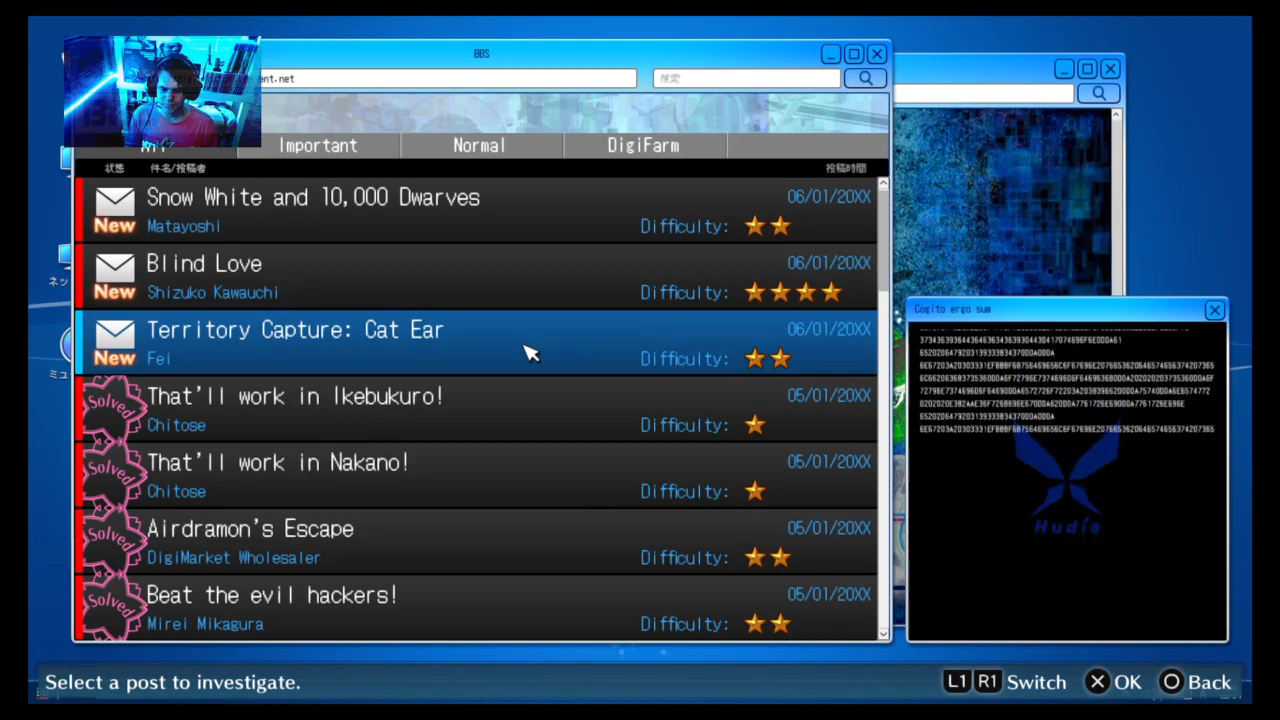 BBS
ent.net
検索
Important Normal DigiFarm
状態 件名/投稿者 投稿時間
Snow White and 10,000 Dwarves 06/01/20XX
New Matayoshi Difficulty:
Blind Love 06/01/20XX
New Shizuko Kawauchi Difficulty:
Territory Capture: Cat Ear 06/01/20XX
New Fei Difficulty:
That'll work in Ikebukuro! 05/01/20XX
Solved Chitose Difficulty:
That'll work in Nakano! 05/01/20XX
Solved Chitose Difficulty:
Airdramon's Escape 05/01/20XX
Solved DigiMarket Wholesaler Difficulty:
Beat the evil hackers! 05/01/20XX
Solved Mirei Mikagura Difficulty:
ネッ
ミュ
Cogito ergo sum
Hudie
Select a post to investigate.
L1 R1 Switch OK Back